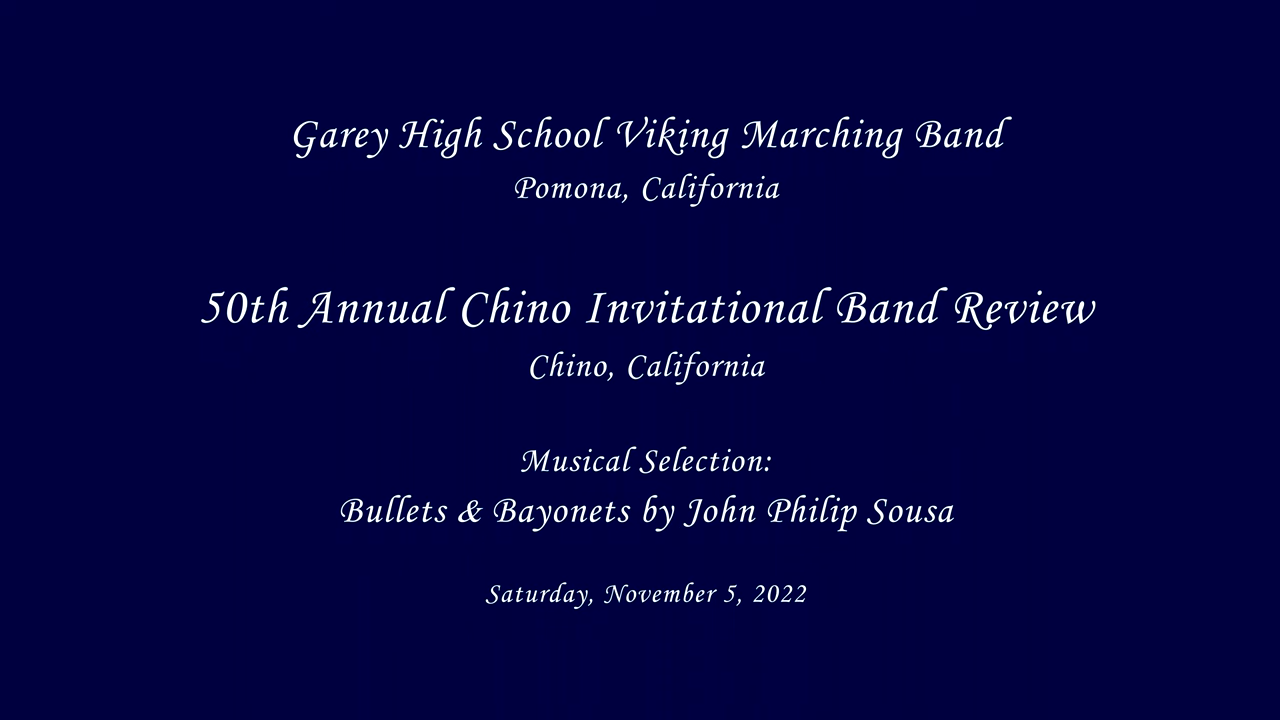 Garey High School Viking Marching Band
Pomona, California
50th Annual Chino Invitational Band Review
Chino, California
Musical Selection:
Bullets & Bayonets by John Philip Sousa
Saturday, November 5, 2022